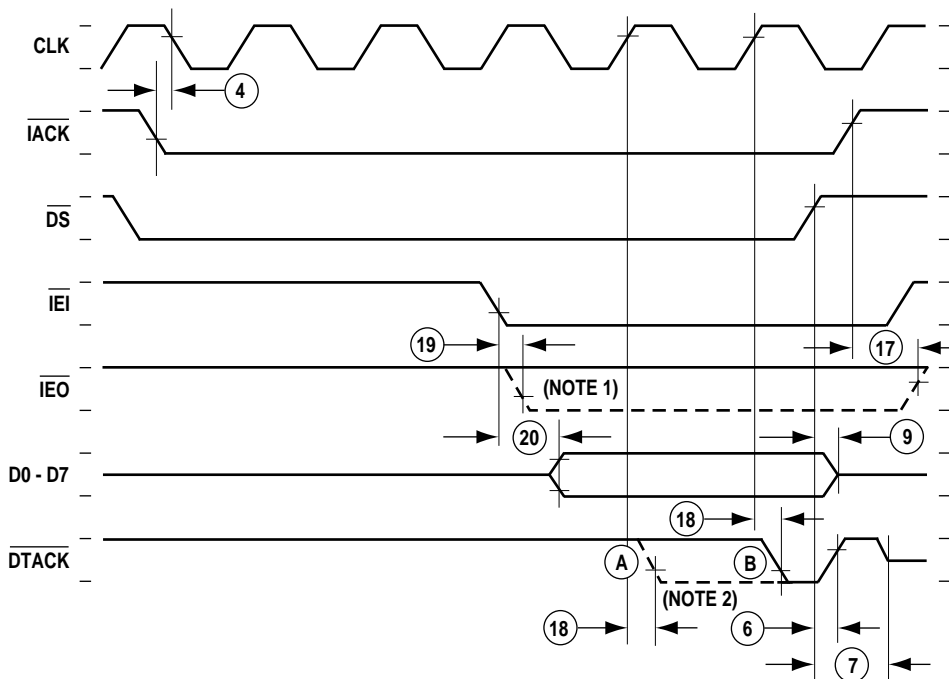 CLK
4
IACK
DS
IEI
19
17
IEO
(NOTE 1)
20
9
D0 - D7
18
DTACK
A
B
(NOTE 2)
18
6
7